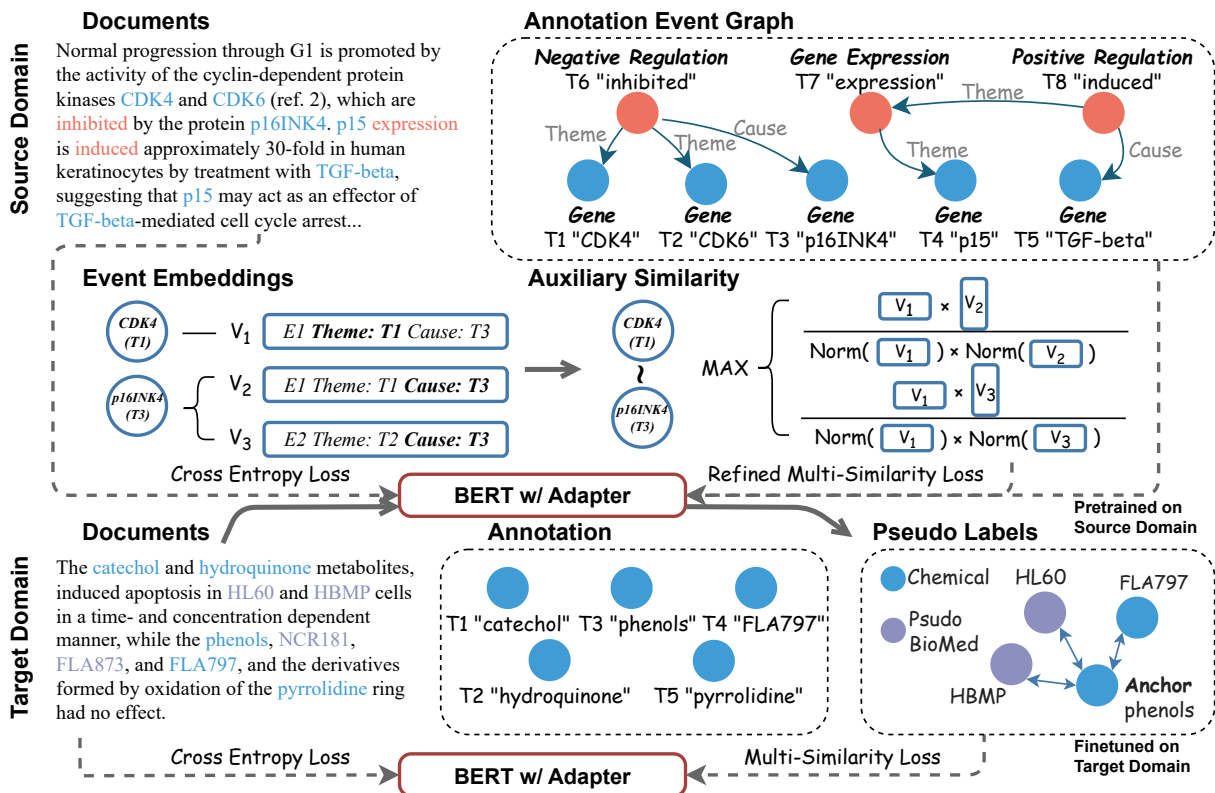 Source Domain
Documents
Normal progression through G1 is promoted by
the activity of the cyclin-dependent protein
kinases CDK4 and CDK6 (ref. 2), which are
inhibited by the protein p16INK4. p15 expression
is induced approximately 30-fold in human
keratinocytes by treatment with TGF-beta,
suggesting that p15 may act as an effector of
TGF-beta-mediated cell cycle arrest...
Annotation Event Graph
Negative Regulation
T6 "inhibited"
Gene Expression
T7 "expression"
Positive Regulation
T8 "induced"
Theme
Theme
Theme
Cause
Theme
Cause
Gene
T1 "CDK4"
Gene
T2 "CDK6"
Gene
T3 "p16INK4"
Gene
T4 "p15"
Gene
T5 "TGF-beta"
Event Embeddings
CDK4
(T1)
V1
E1 Theme: T1 Cause: T3
p16INK4
(T3)
V2
E1 Theme: T1 Cause: T3
V3
E2 Theme: T2 Cause: T3
Auxiliary Similarity
CDK4
(T1)
~
p16INK4
(T3)
MAX
V1 × V2
Norm( V1 ) × Norm( V2 )
V1 × V3
Norm( V1 ) × Norm( V3 )
Cross Entropy Loss
BERT w/ Adapter
Refined Multi-Similarity Loss
Pretrained on
Source Domain
Target Domain
Documents
The catechol and hydroquinone metabolites,
induced apoptosis in HL60 and HBMP cells
in a time- and concentration dependent
manner, while the phenols, NCR181,
FLA873, and FLA797, and the derivatives
formed by oxidation of the pyrrolidine ring
had no effect.
Annotation
T1 "catechol"
T3 "phenols"
T4 "FLA797"
T2 "hydroquinone"
T5 "pyrrolidine"
Pseudo Labels
Chemical
Psudo
BioMed
HL60
FLA797
HBMP
Anchor
phenols
Cross Entropy Loss
BERT w/ Adapter
Multi-Similarity Loss
Finetuned on
Target Domain